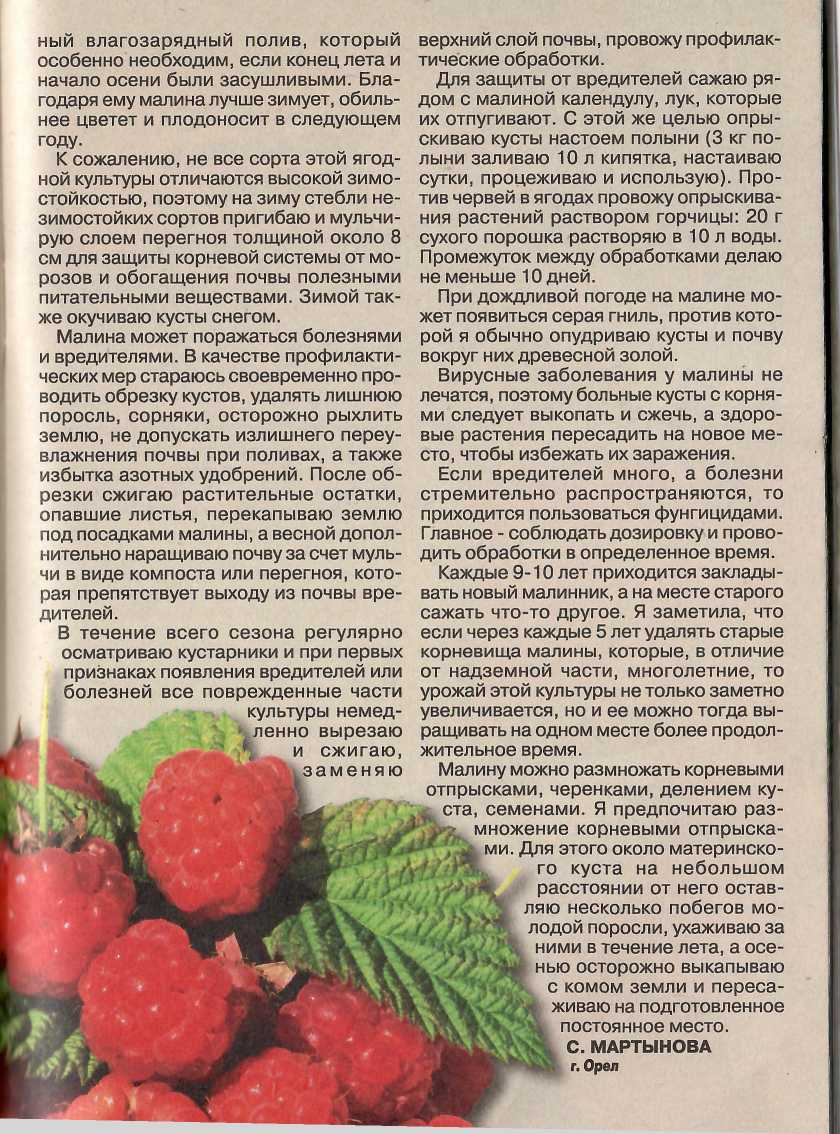 ный влагозарядный полив, который
особенно необходим, если конец лета и
начало осени были засушливыми. Бла-
годаря ему малина лучше зимует, обиль-
нее цветет и плодоносит в следующем
году.
К сожалению, не все сорта этой ягод-
ной культуры отличаются высокой зимо-
стойкостью, поэтому на зиму стебли не-
зимостойких сортов пригибаю и мульчи-
рую слоем перегноя толщиной около 8
см для защиты корневой системы от мо-
розов и обогащения почвы полезными
питательными веществами. Зимой так-
же окучиваю кусты снегом.
Малина может поражаться болезнями
и вредителями. В качестве профилакти-
ческих мер стараюсь своевременно про-
водить обрезку кустов, удалять лишнюю
поросль, сорняки, осторожно рыхлить
землю, не допускать излишнего переу-
влажнения почвы при поливах, а также
избытка азотных удобрений. После об-
резки сжигаю растительные остатки,
опавшие листья, перекапываю землю
под посадками малины, а весной допол-
нительно наращиваю почву за счет муль-
чи в виде компоста или перегноя, кото-
рая препятствует выходу из почвы вре-
дителей.
В течение всего сезона регулярно
осматриваю кустарники и при первых
признаках появления вредителей или
болезней все поврежденные части
культуры немед-
ленно вырезаю
и сжигаю,
заменяю
верхний слой почвы, провожу профилак-
тические обработки.
Для защиты от вредителей сажаю ря-
дом с малиной календулу, лук, которые
их отпугивают. С этой же целью опры-
скиваю кусты настоем полыни (3 кг по-
лыни заливаю 10 л кипятка, настаиваю
сутки, процеживаю и использую). Про-
тив червей в ягодах провожу опрыскива-
ния растений раствором горчицы: 20 г
сухого порошка растворяю в 10 л воды.
Промежуток между обработками делаю
не меньше 10 дней.
При дождливой погоде на малине мо-
жет появиться серая гниль, против кото-
рой я обычно опудриваю кусты и почву
вокруг них древесной золой.
Вирусные заболевания у малины не
лечатся, поэтому больные кусты с корня-
ми следует выкопать и сжечь, а здоро-
вые растения пересадить на новое ме-
сто, чтобы избежать их заражения.
Если вредителей много, а болезни
стремительно распространяются, то
приходится пользоваться фунгицидами.
Главное - соблюдать дозировку и прово-
дить обработки в определенное время.
Каждые 9-10 лет приходится заклады-
вать новый малинник, а на месте старого
сажать что-то другое. Я заметила, что
если через каждые 5 лет удалять старые
корневища малины, которые, в отличие
от надземной части, многолетние, то
урожай этой культуры не только заметно
увеличивается, но и ее можно тогда вы-
ращивать на одном месте более продол-
жительное время.
Малину можно размножать корневыми
отпрысками, черенками, делением ку-
ста, семенами. Я предпочитаю раз-
множение корневыми отпрыска-
ми. Для этого около материнско-
го куста на небольшом
расстоянии от него остав-
ляю несколько побегов мо-
лодой поросли, ухаживаю за
ними в течение лета, а осе-
нью осторожно выкапываю
с комом земли и переса-
живаю на подготовленное
постоянное место.
С. МАРТЫНОВА
г. Орел